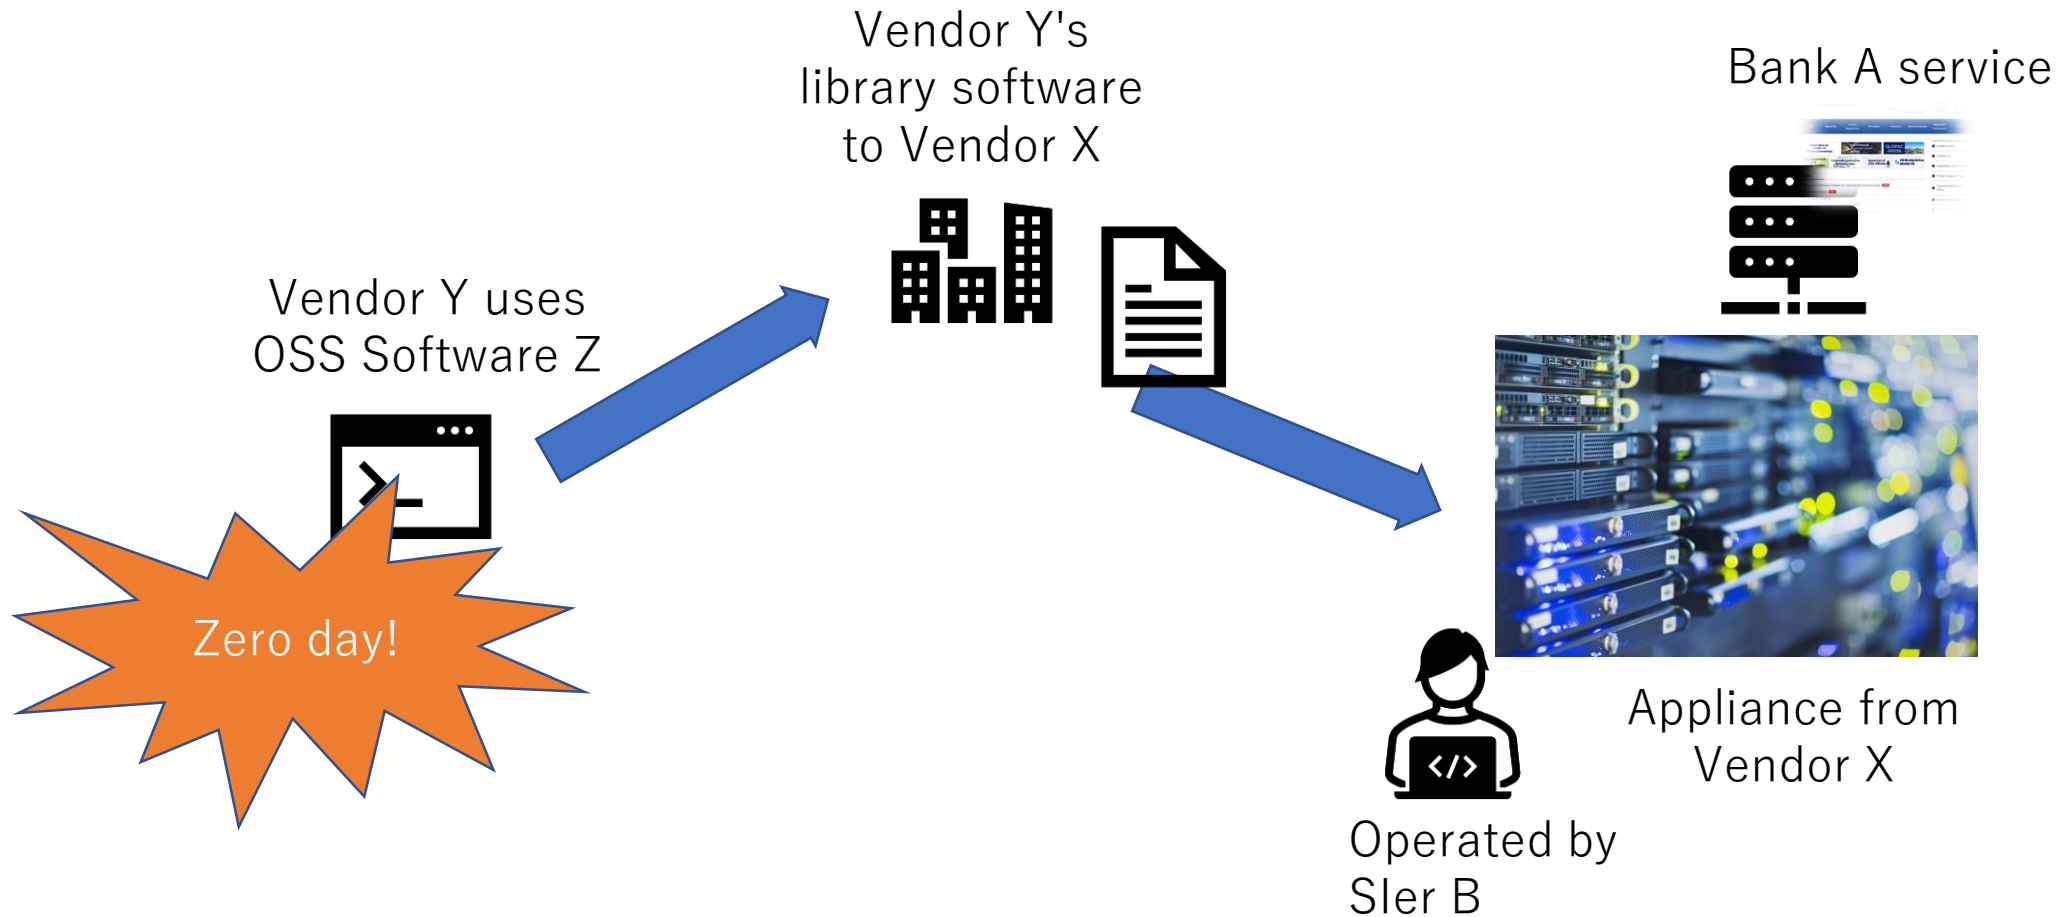 Vendor Y's
library software
to Vendor X
Bank A service
Vendor Y uses
OSS Software Z
GLOPAC
Zero day!
</>
Appliance from
Vendor X
Operated by
SIer B